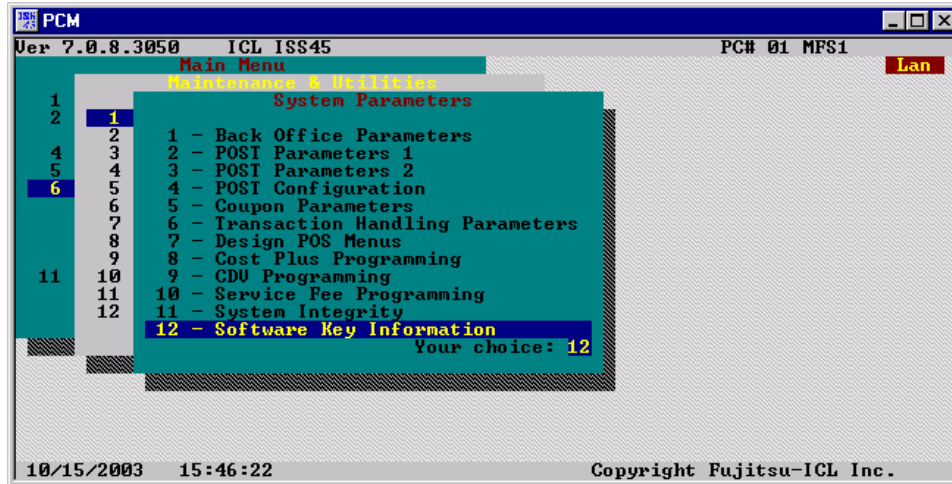 ISS 45 PCM
Ver 7.0.8.3050 ICL ISS45 PC# 01 MFS1
Main Menu Lan
Maintenance & Utilities
System Parameters
1
2 1
2 1 - Back Office Parameters
4 3 2 - POST Parameters 1
5 4 3 - POST Parameters 2
6 5 4 - POST Configuration
6 5 - Coupon Parameters
7 6 - Transaction Handling Parameters
8 7 - Design POS Menus
9 8 - Cost Plus Programming
11 10 9 - CDV Programming
11 10 - Service Fee Programming
12 11 - System Integrity
12 - Software Key Information
Your choice: 12
10/15/2003 15:46:22 Copyright Fujitsu-ICL Inc.